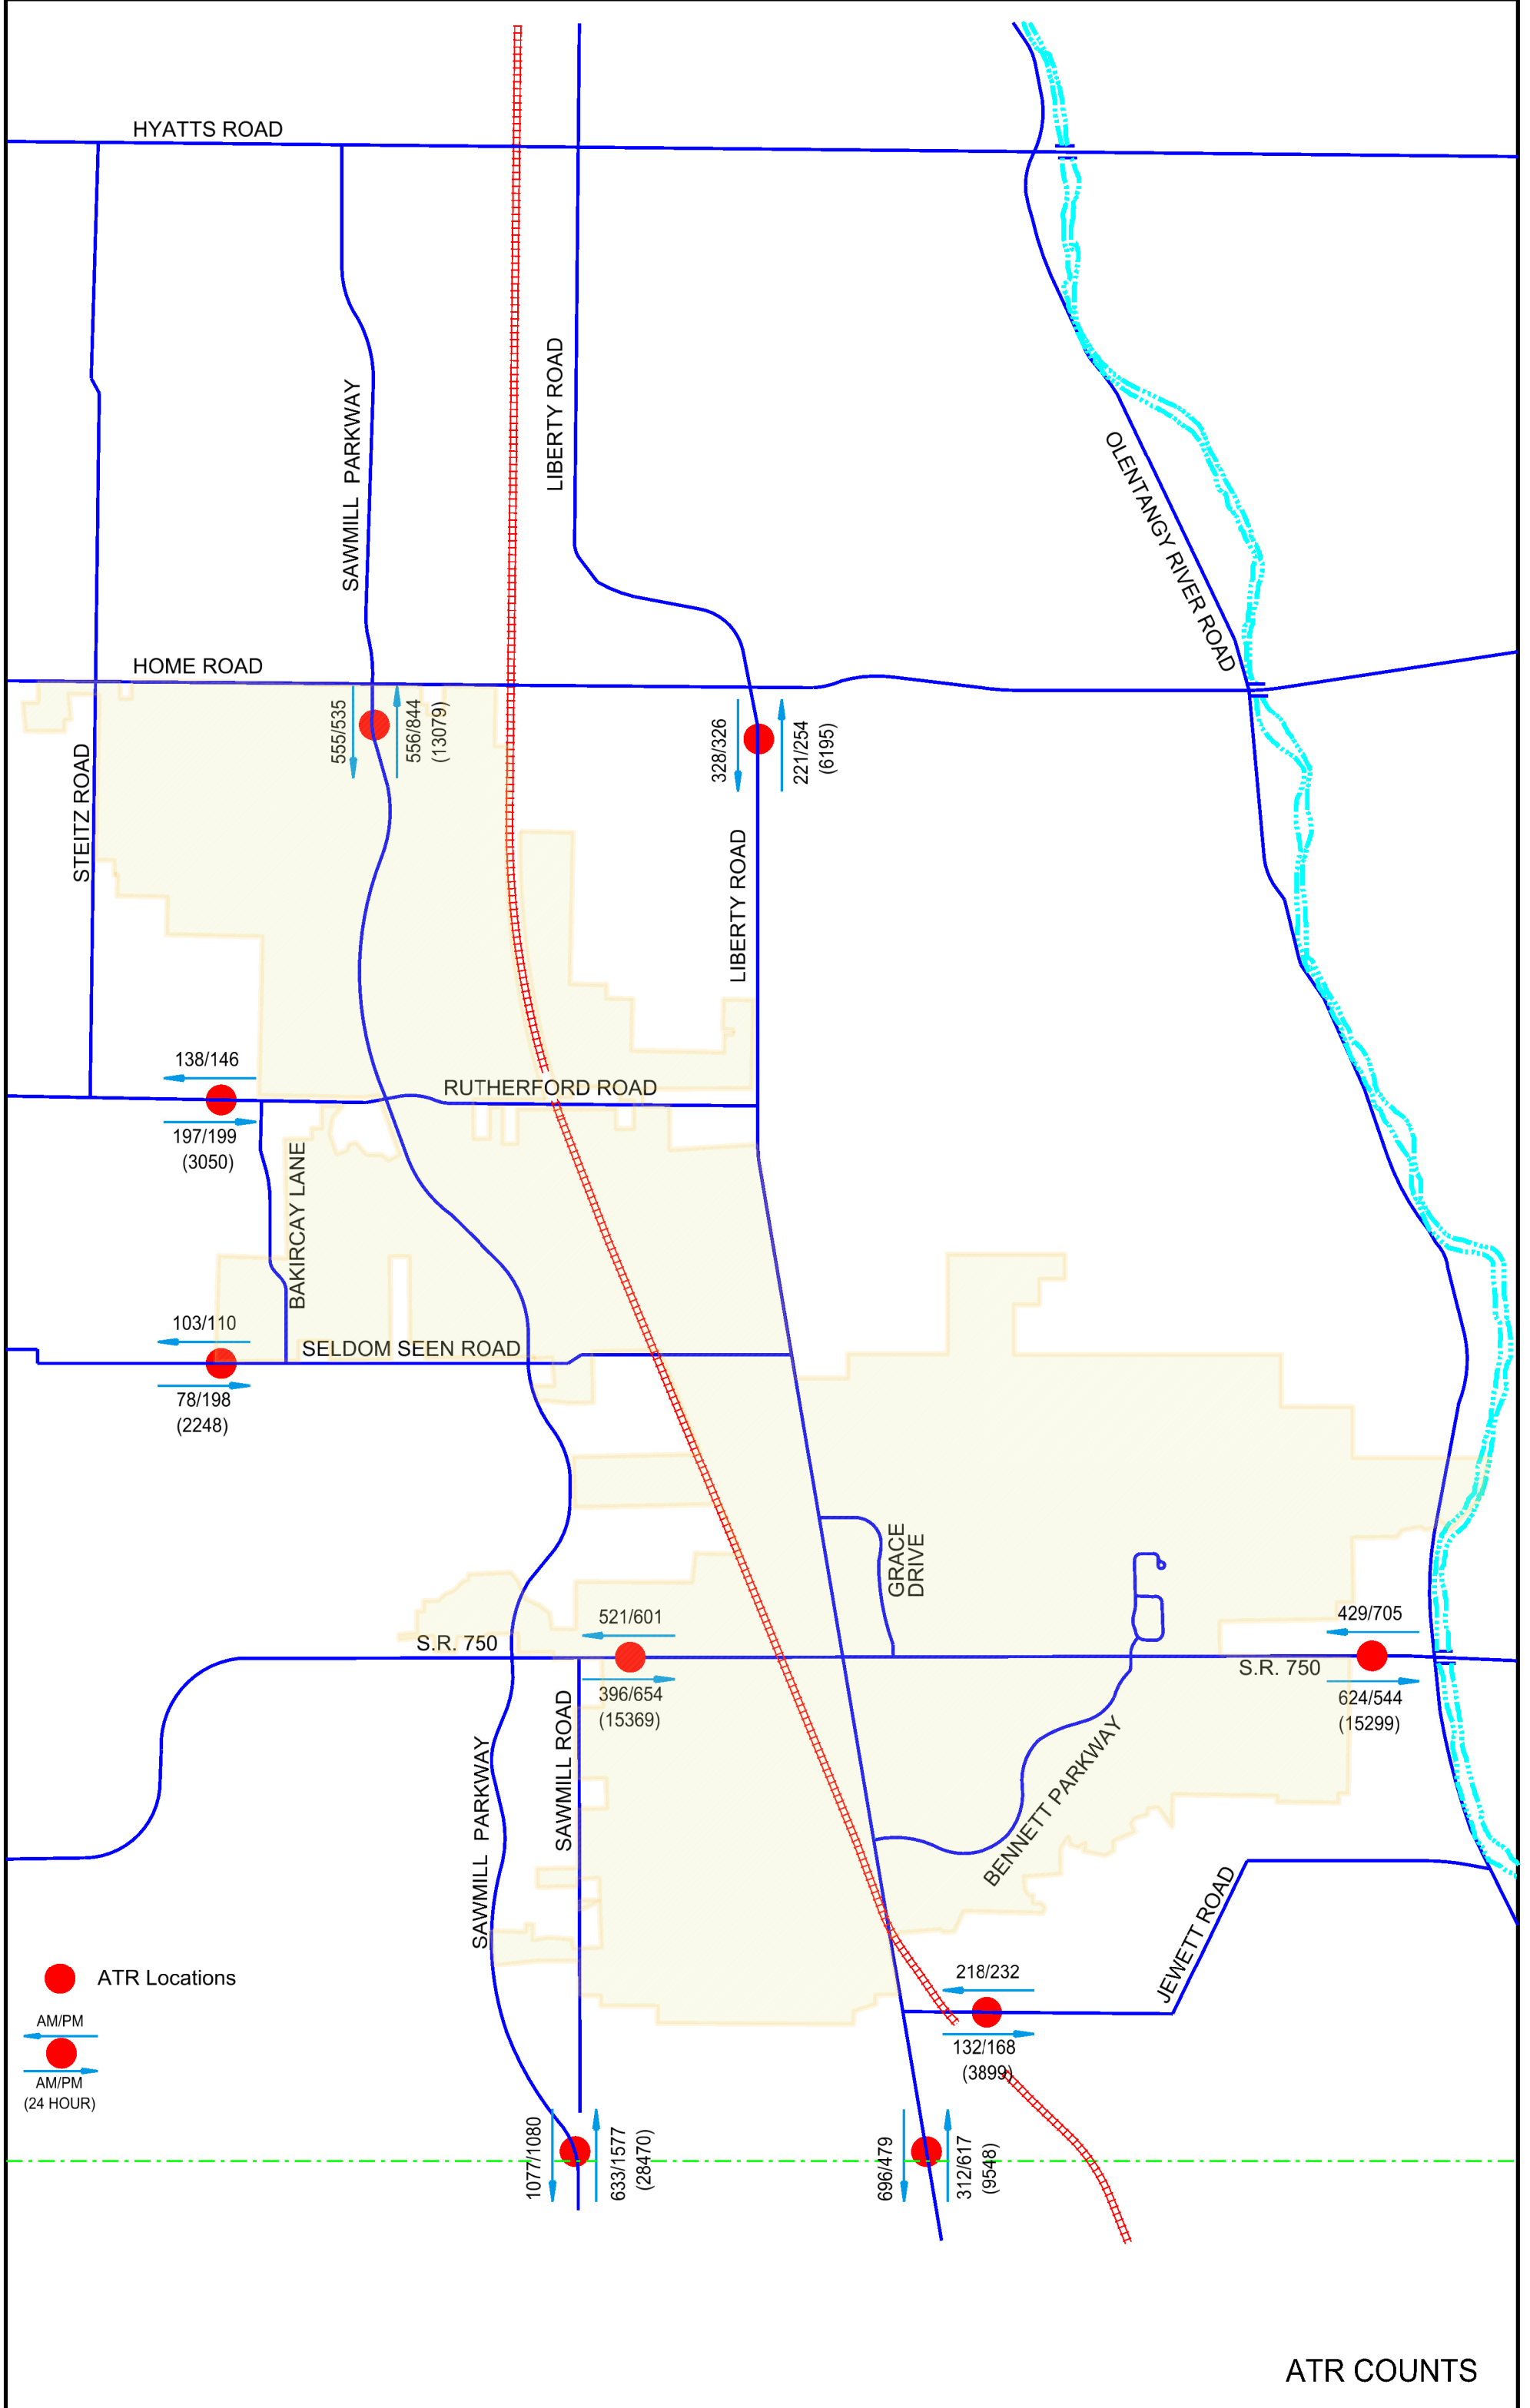 HYATTS ROAD
LIBERTY ROAD
SAWMILL PARKWAY
OLENTANGY RIVER ROAD
HOME ROAD
555/535
556/844
(13079)
328/326
221/254
(6195)
STEITZ ROAD
LIBERTY ROAD
138/146
RUTHERFORD ROAD
197/199
(3050)
BAKIRCAY LANE
103/110
SELDOM SEEN ROAD
78/198
(2248)
GRACE
DRIVE
521/601
429/705
S.R. 750
S.R. 750
396/654
(15369)
624/544
(15299)
SAWMILL ROAD
SAWMILL PARKWAY
BENNETT PARKWAY
JEWETT ROAD
218/232
ATR Locations
AM/PM
132/168
(3899)
AM/PM
(24 HOUR)
1077/1080
633/1577
(28470)
696/479
312/617
(9548)
ATR COUNTS